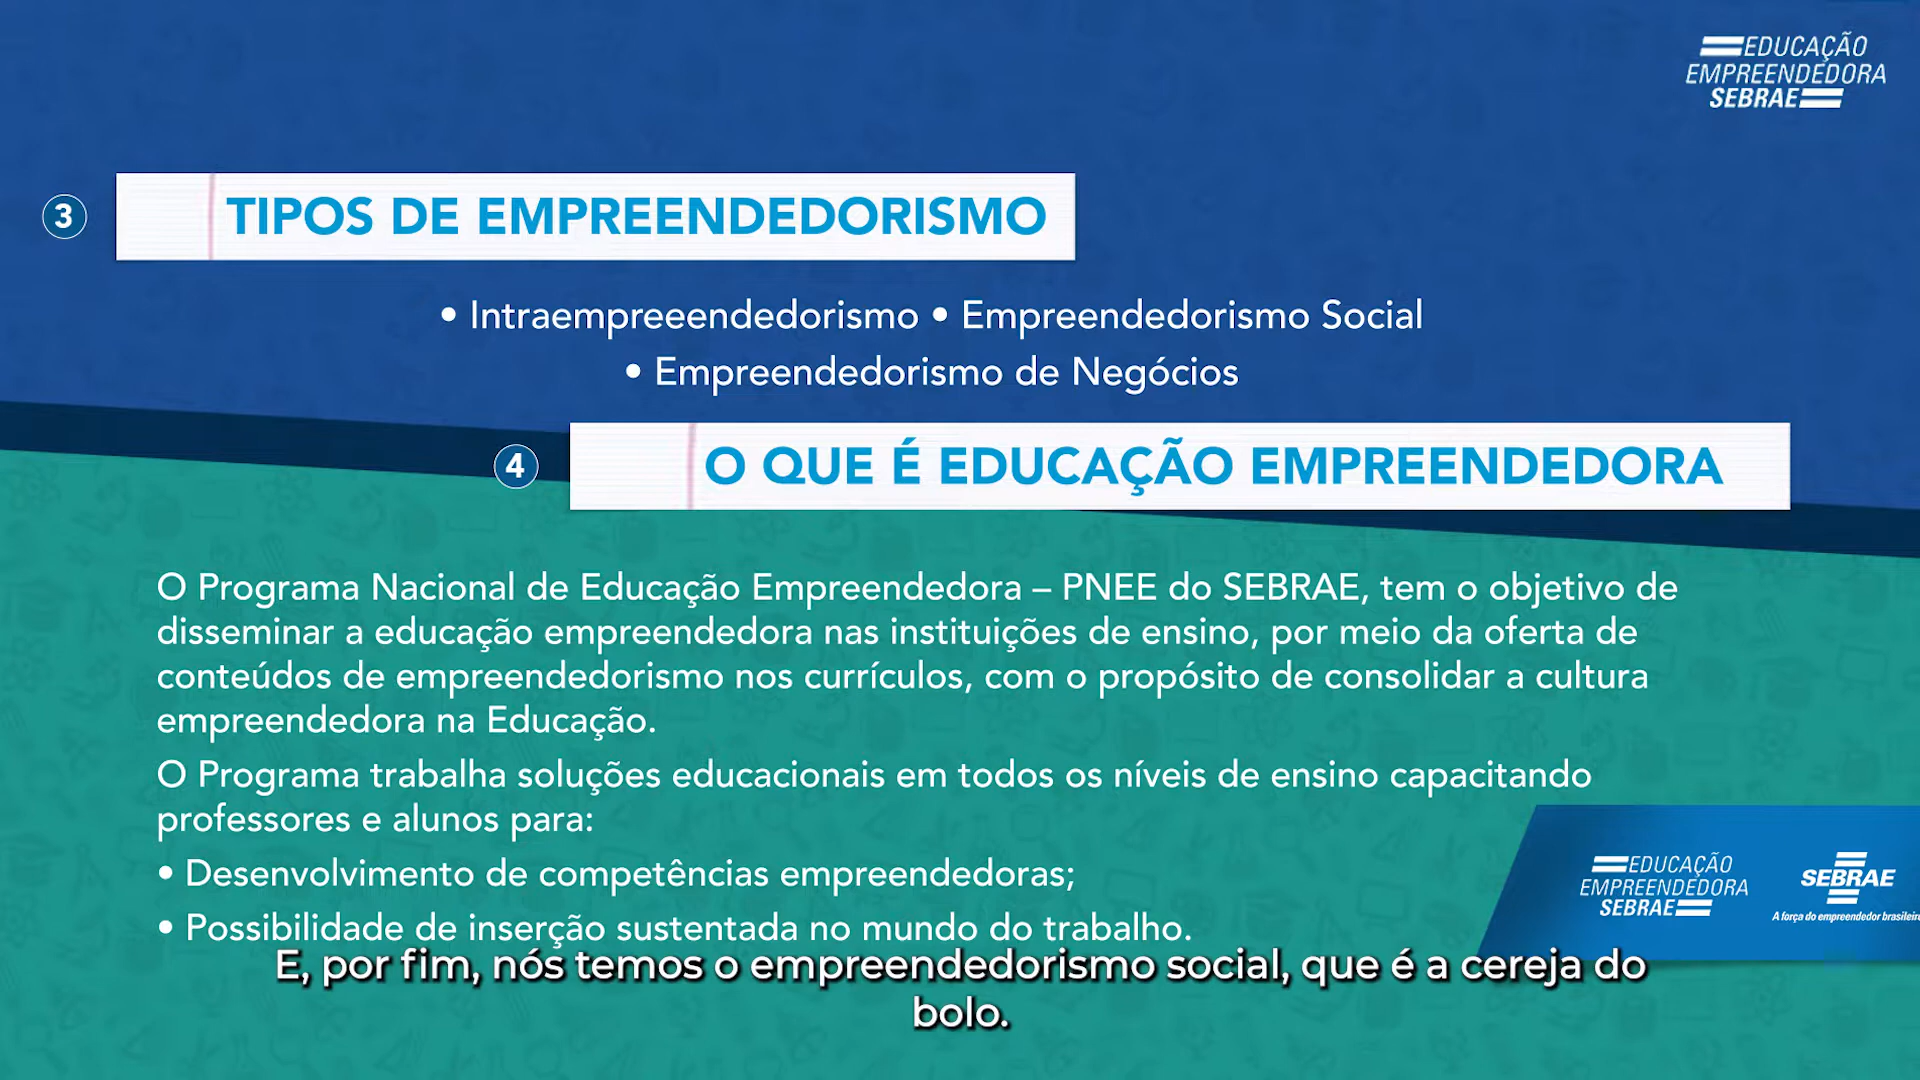 EDUCAÇÃO
EMPREENDEDORA
SEBRAE
3
TIPOS DE EMPREENDEDORISMO
• Intraempreeendedorismo • Empreendedorismo Social
• Empreendedorismo de Negócios
4
O QUE É EDUCAÇÃO EMPREENDEDORA
O Programa Nacional de Educação Empreendedora – PNEE do SEBRAE, tem o objetivo de
disseminar a educação empreendedora nas instituições de ensino, por meio da oferta de
conteúdos de empreendedorismo nos currículos, com o propósito de consolidar a cultura
empreendedora na Educação.
O Programa trabalha soluções educacionais em todos os níveis de ensino capacitando
professores e alunos para:
• Desenvolvimento de competências empreendedoras;
• Possibilidade de inserção sustentada no mundo do trabalho.
EDUCAÇÃO
EMPREENDEDORA
SEBRAE
SEBRAE
A força do empreendedor brasileiro
E, por fim, nós temos o empreendedorismo social, que é a cereja do
bolo.